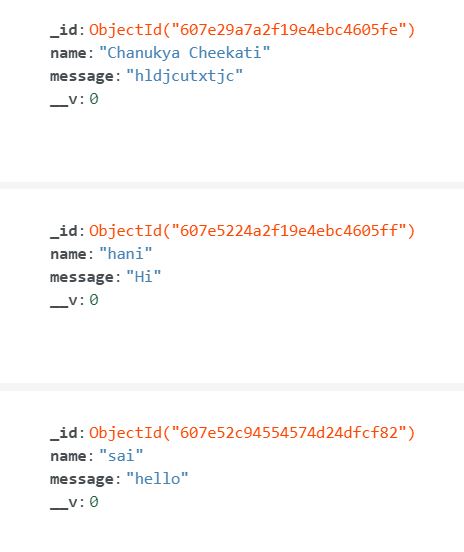 _id: ObjectId("607e29a7a2f19e4ebc4605fe")
name: "Chanukya Cheekati"
message: "hldjcutxtjc"
__v: 0
_id: ObjectId("607e5224a2f19e4ebc4605ff")
name: "hani"
message: "Hi"
__v: 0
_id: ObjectId("607e52c94554574d24dfcf82")
name: "sai"
message: "hello"
__v: 0